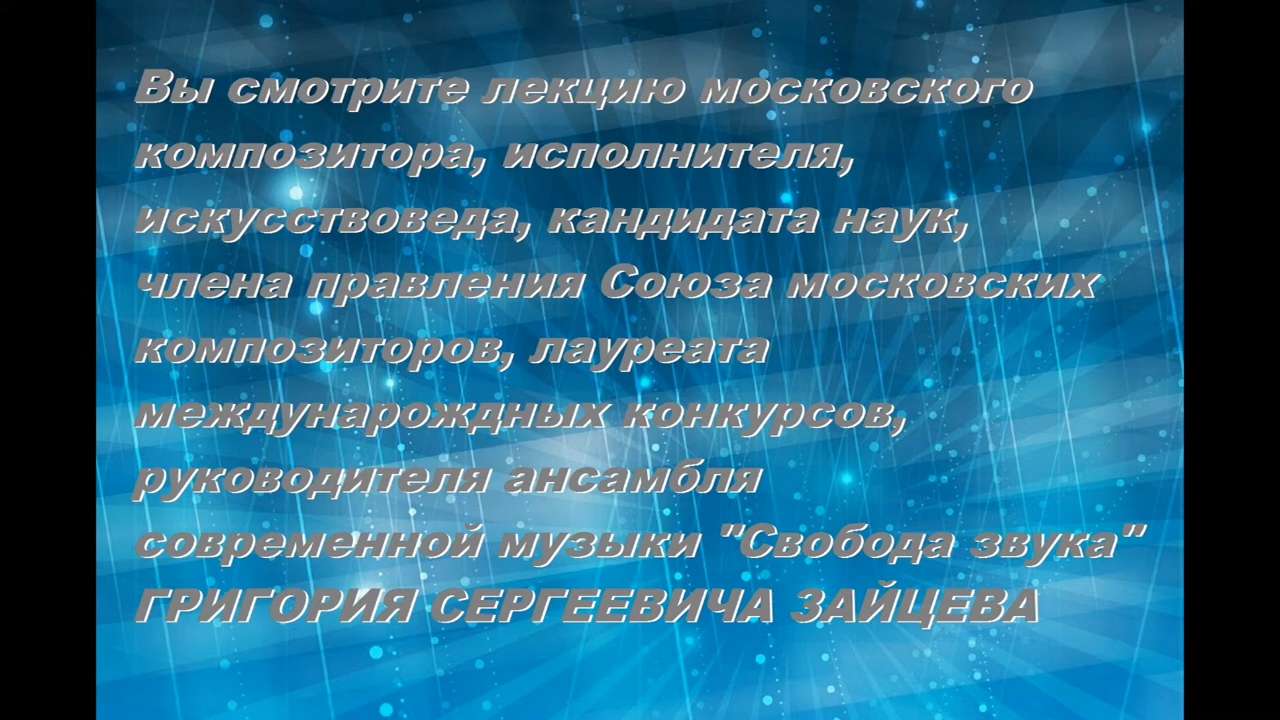 Вы смотрите лекцию московского
композитора, исполнителя,
искусствоведа, кандидата наук,
члена правления Союза московских
композиторов, лауреата
международждных конкурсов,
руководителя ансамбля
современной музыки "Свобода звука"
ГРИГОРИЯ СЕРГЕЕВИЧА ЗАЙЦЕВА